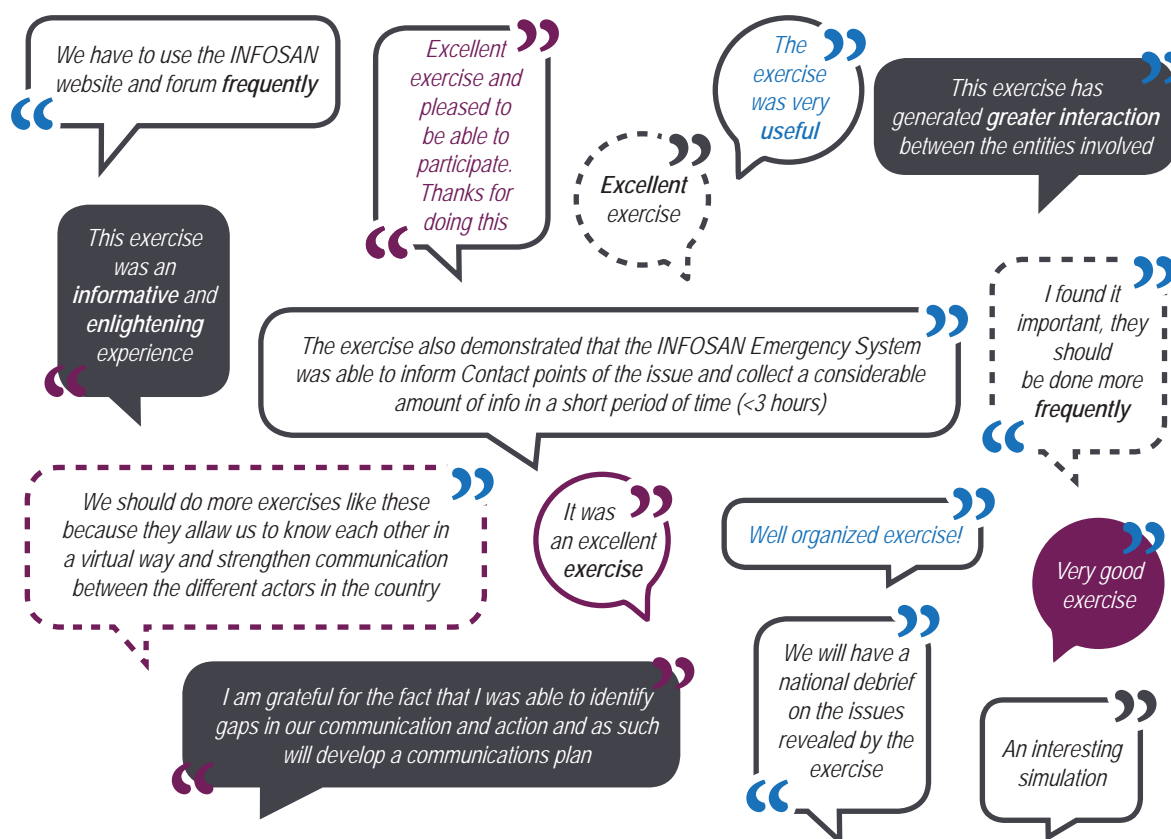 We have to use the INFOSAN
website and forum frequently
Excellent
exercise and
pleased to
be able to
participate.
Thanks for
doing this
The
exercise
was very
useful
This exercise has
generated greater interaction
between the entities involved
Excellent
exercise
This exercise
was an
informative and
enlightening
experience
The exercise also demonstrated that the INFOSAN Emergency System
was able to inform Contact points of the issue and collect a considerable
amount of info in a short period of time (<3 hours)
I found it
important, they
should
be done more
frequently
We should do more exercises like these
because they allaw us to know each other in
a virtual way and strengthen communication
between the different actors in the country
It was
an excellent
exercise
Well organized exercise!
Very good
exercise
I am grateful for the fact that I was able to identify
gaps in our communication and action and as such
will develop a communications plan
We will have a
national debrief
on the issues
revealed by the
exercise
An interesting
simulation